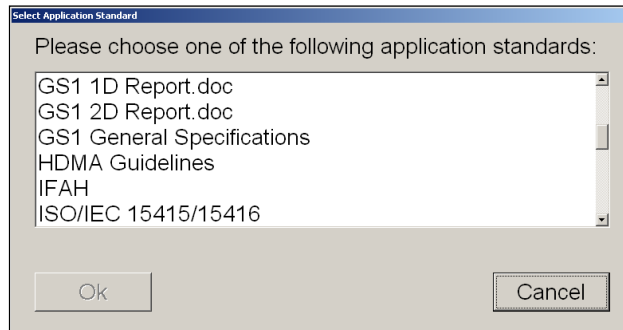 Select Application Standard
Please choose one of the following application standards:
GS1 1D Report.doc
GS1 2D Report.doc
GS1 General Specifications
HDMA Guidelines
IFAH
ISO/IEC 15415/15416
Ok
Cancel